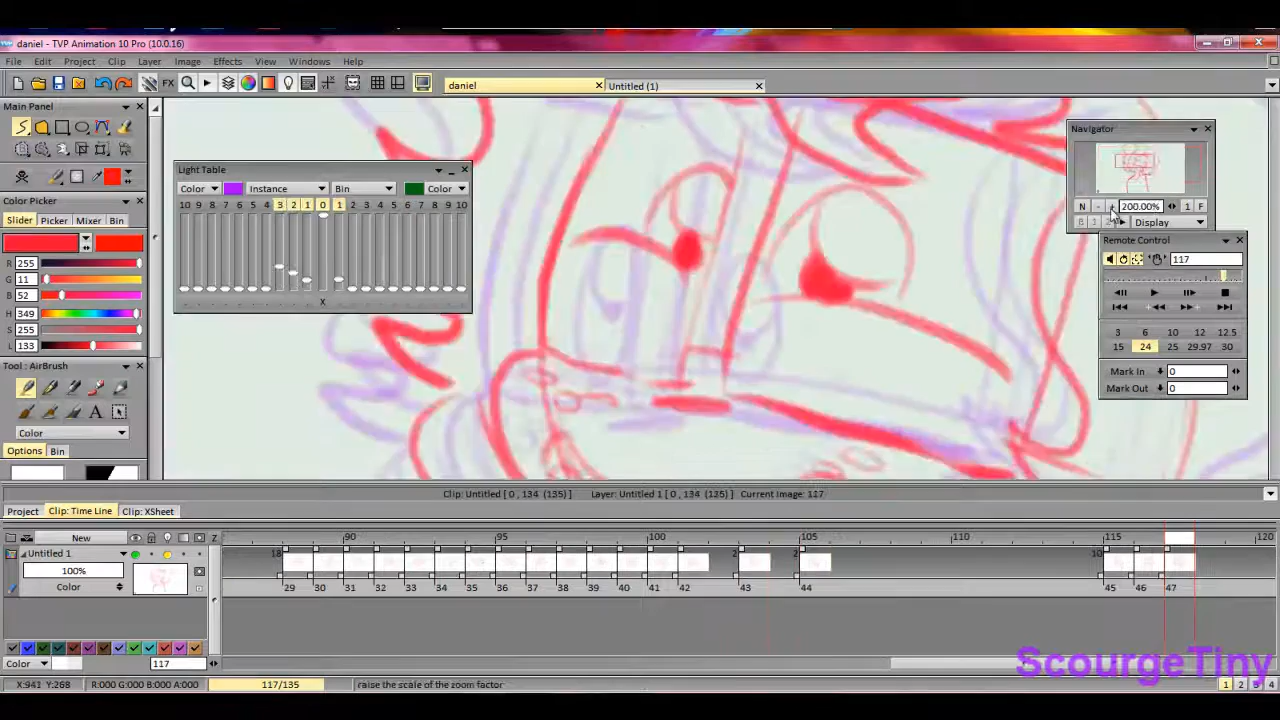 daniel - TVP Animation 10 Pro (10.0.16)
File Edit Project Clip Layer Image Effects View Windows Help
FX
daniel
Untitled (1)
Main Panel
Color Picker
Slider Picker Mixer Bin
R 255
G 11
B 52
H 349
S 255
L 133
Tool : AirBrush
A
Color
Options Bin
Light Table
Color Instance Bin Color
10 9 8 7 6 5 4 3 2 1 0 1 2 3 4 5 6 7 8 9 10
X
Navigator
N - + 200.00% 1 F
Display
Remote Control
117
3 6 10 12 12.5
15 24 25 29.97 30
Mark In 0
Mark Out 0
Clip: Untitled [ 0 , 134 (135) ] Layer: Untitled 1 [ 0 , 134 (135) ] Current Image: 117
Project Clip: Time Line Clip: XSheet
New
90 95 100 105 110 115 120
Untitled 1
100%
Color
29 30 31 32 33 34 35 36 37 38 39 40 41 42 43 44 45 46 47
Color 117
ScourgeTiny
X:941 Y:268 R:000 G:000 B:000 A:000 117/135 raise the scale of the zoom factor 1 2 3 4